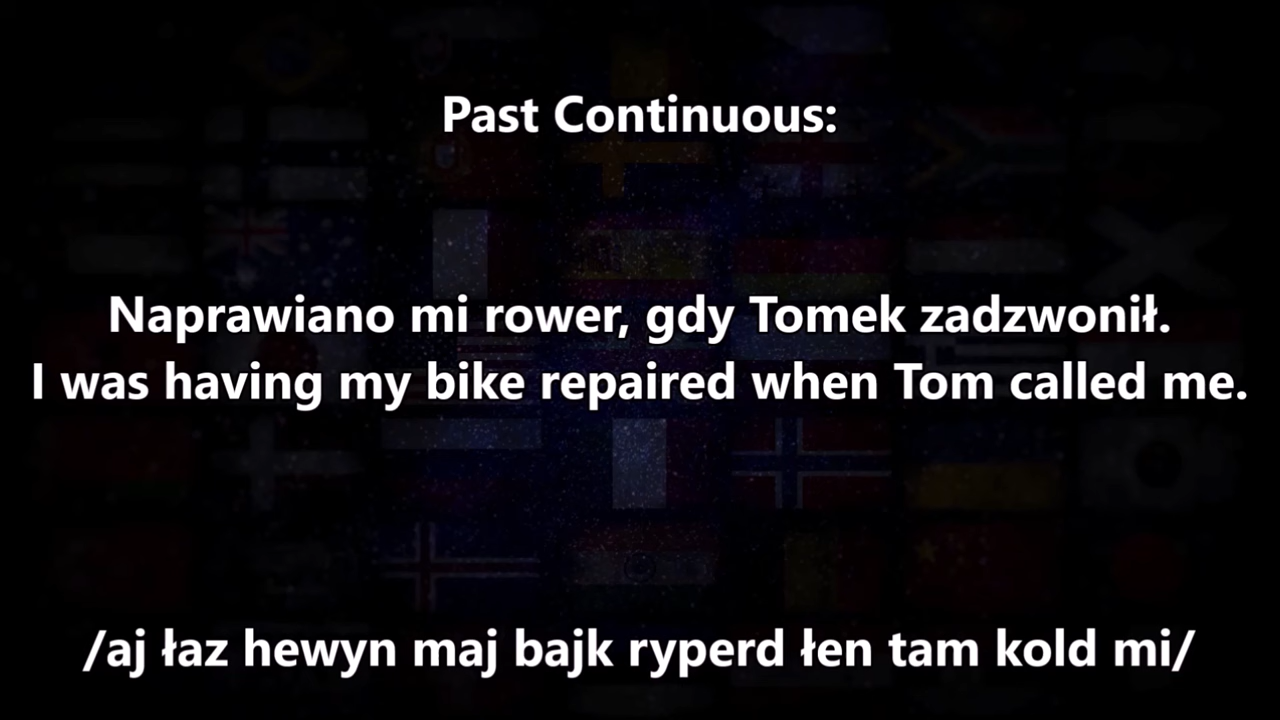 Past Continuous:
Naprawiano mi rower, gdy Tomek zadzwonił.
I was having my bike repaired when Tom called me.
/aj łaz hewyn maj bajk ryperd łen tam kold mi/